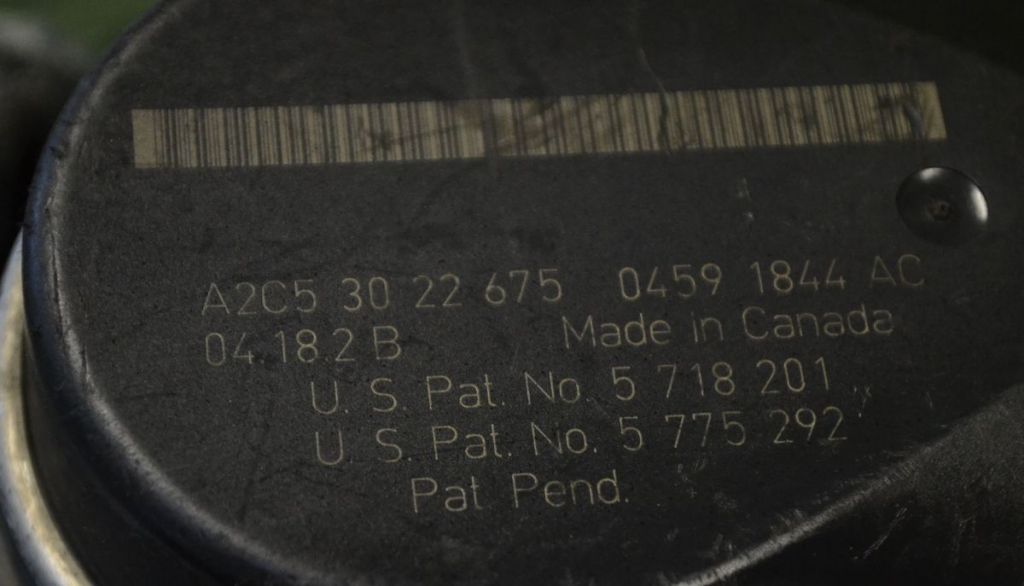 A2C5 30 22 675 0459 1844 AC
04 18 2 B Made in Canada
U. S. Pat. No. 5 718 201
U. S. Pat. No. 5 775 292
Pat Pend.